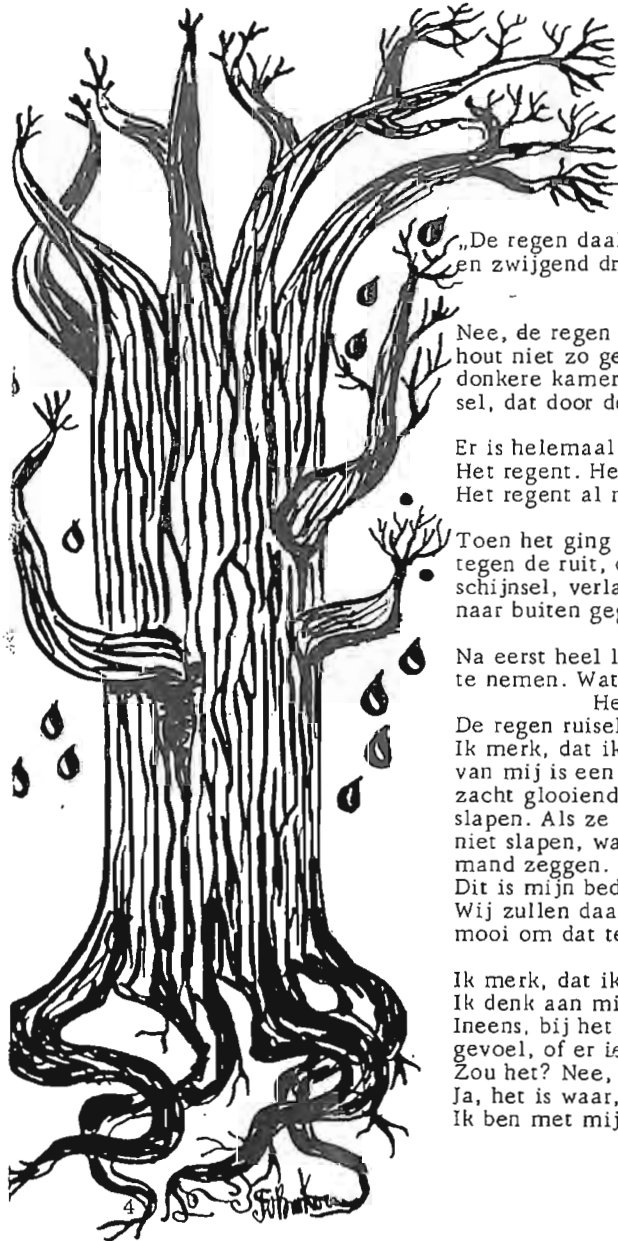 „De regen daal
en zwijgend dr
Nee, de regen
hout niet zo ge
donkere kamer
sel, dat door de
Er is helemaal
Het regent. He
Het regent al n
Toen het ging
tegen de ruit, o
schijnsel, verla
naar buiten geg
Na eerst heel l
te nemen. Wat
He
De regen ruisel
Ik merk, dat ik
van mij is een
zacht glooiend
slapen. Als ze
niet slapen, wa
mand zeggen.
Dit is mijn bed
Wij zullen daa
mooi om dat te
Ik merk, dat ik
Ik denk aan mi
Ineens, bij het
gevoel, of er ie
Zou het? Nee,
Ja, het is waar,
Ik ben met mij
4